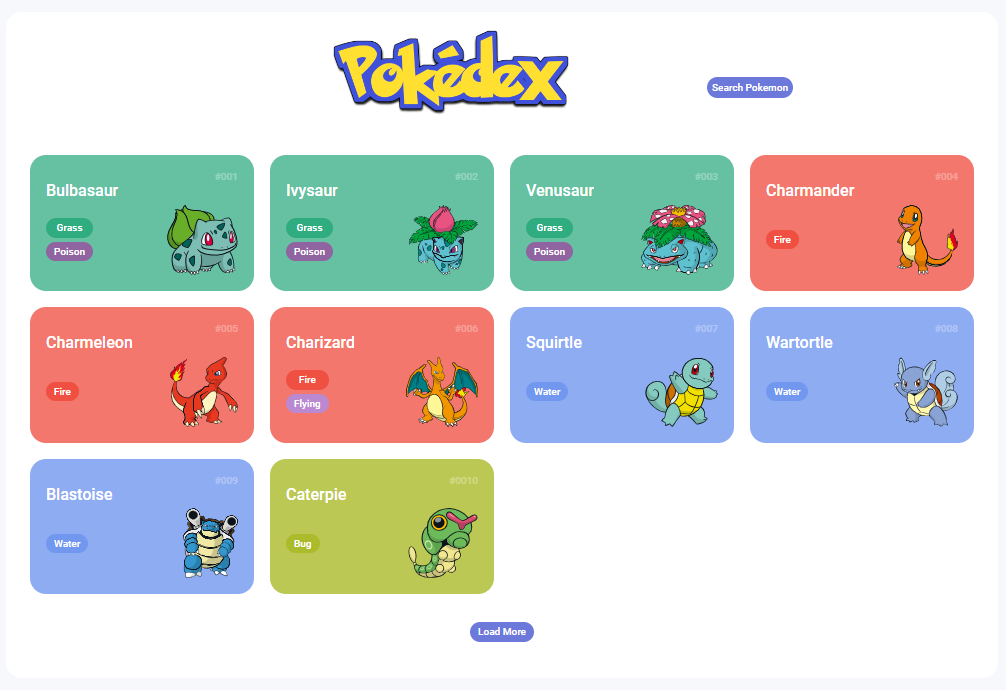 Pokédex
Search Pokemon
#001
Bulbasaur
Grass
Poison
#002
Ivysaur
Grass
Poison
#003
Venusaur
Grass
Poison
#004
Charmander
Fire
#005
Charmeleon
Fire
#006
Charizard
Fire
Flying
#007
Squirtle
Water
#008
Wartortle
Water
#009
Blastoise
Water
#0010
Caterpie
Bug
Load More